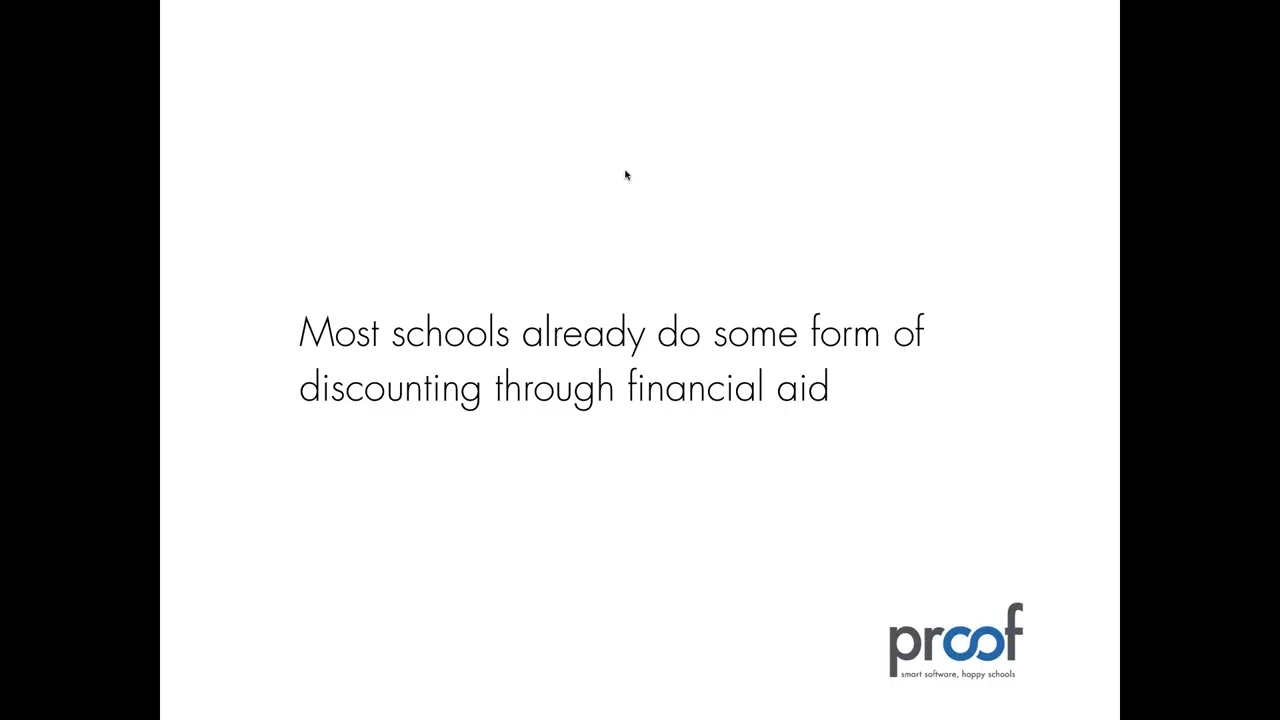 Most schools already do some form of
discounting through financial aid
proof
smart software, happy schools